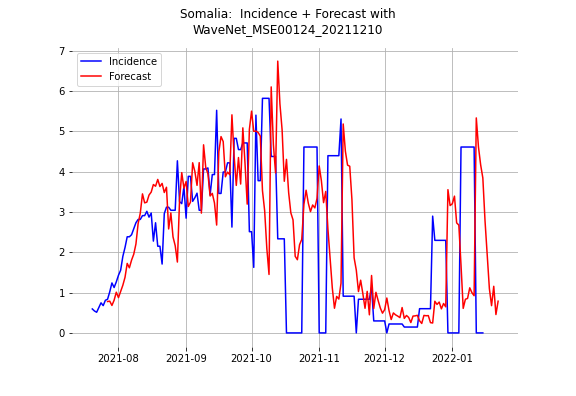 Somalia:  Incidence + Forecast with
WaveNet_MSE00124_20211210
Incidence
Forecast
7
6
5
4
3
2
1
0
2021-08 2021-09 2021-10 2021-11 2021-12 2022-01